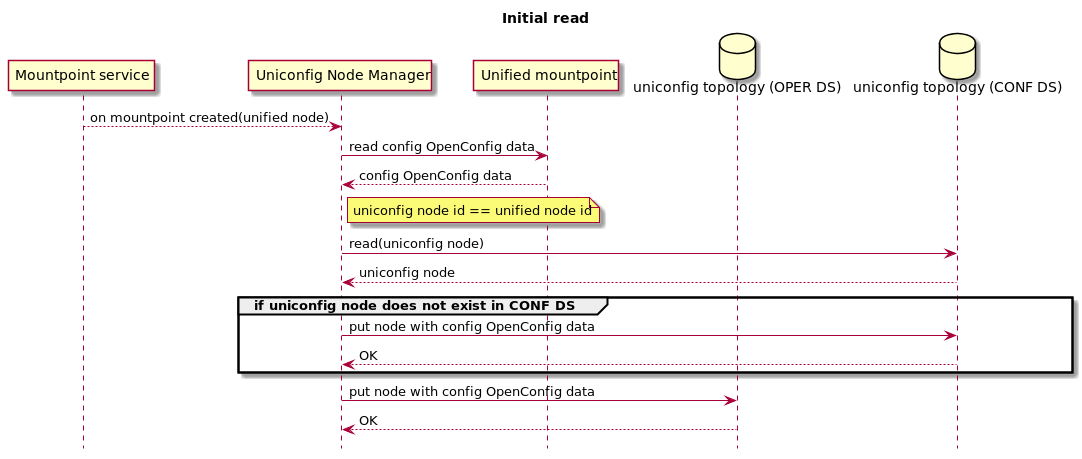 Initial read
Mountpoint service
Uniconfig Node Manager
Unified mountpoint
uniconfig topology (OPER DS)
uniconfig topology (CONF DS)
on mountpoint created(unified node)
read config OpenConfig data
config OpenConfig data
uniconfig node id == unified node id
read(uniconfig node)
uniconfig node
if uniconfig node does not exist in CONF DS
put node with config OpenConfig data
OK
put node with config OpenConfig data
OK